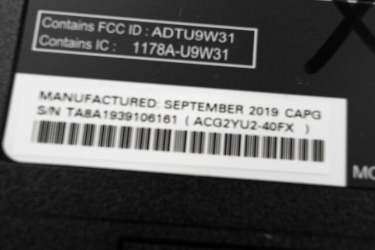 Contains FCC ID : ADTU9W31
Contains IC : 1178A-U9W31
MANUFACTURED: SEPTEMBER 2019 CAPG
S/N TA8A1939106161 ( ACG2YU2-40FX )